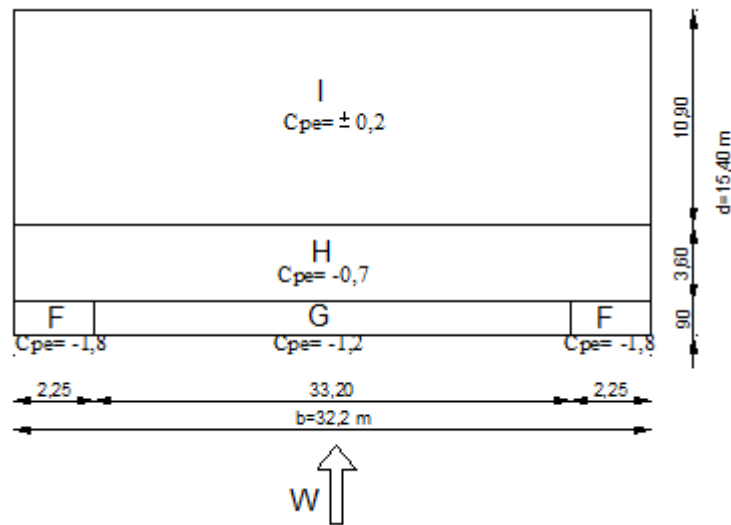 I
Cpe= ± 0,2
10,90
d=15,40 m
H
Cpe= -0,7
3,60
F G F
90
Cpe= -1,8 Cpe= -1,2 Cpe= -1,8
2,25 33,20 2,25
b=32,2 m
W